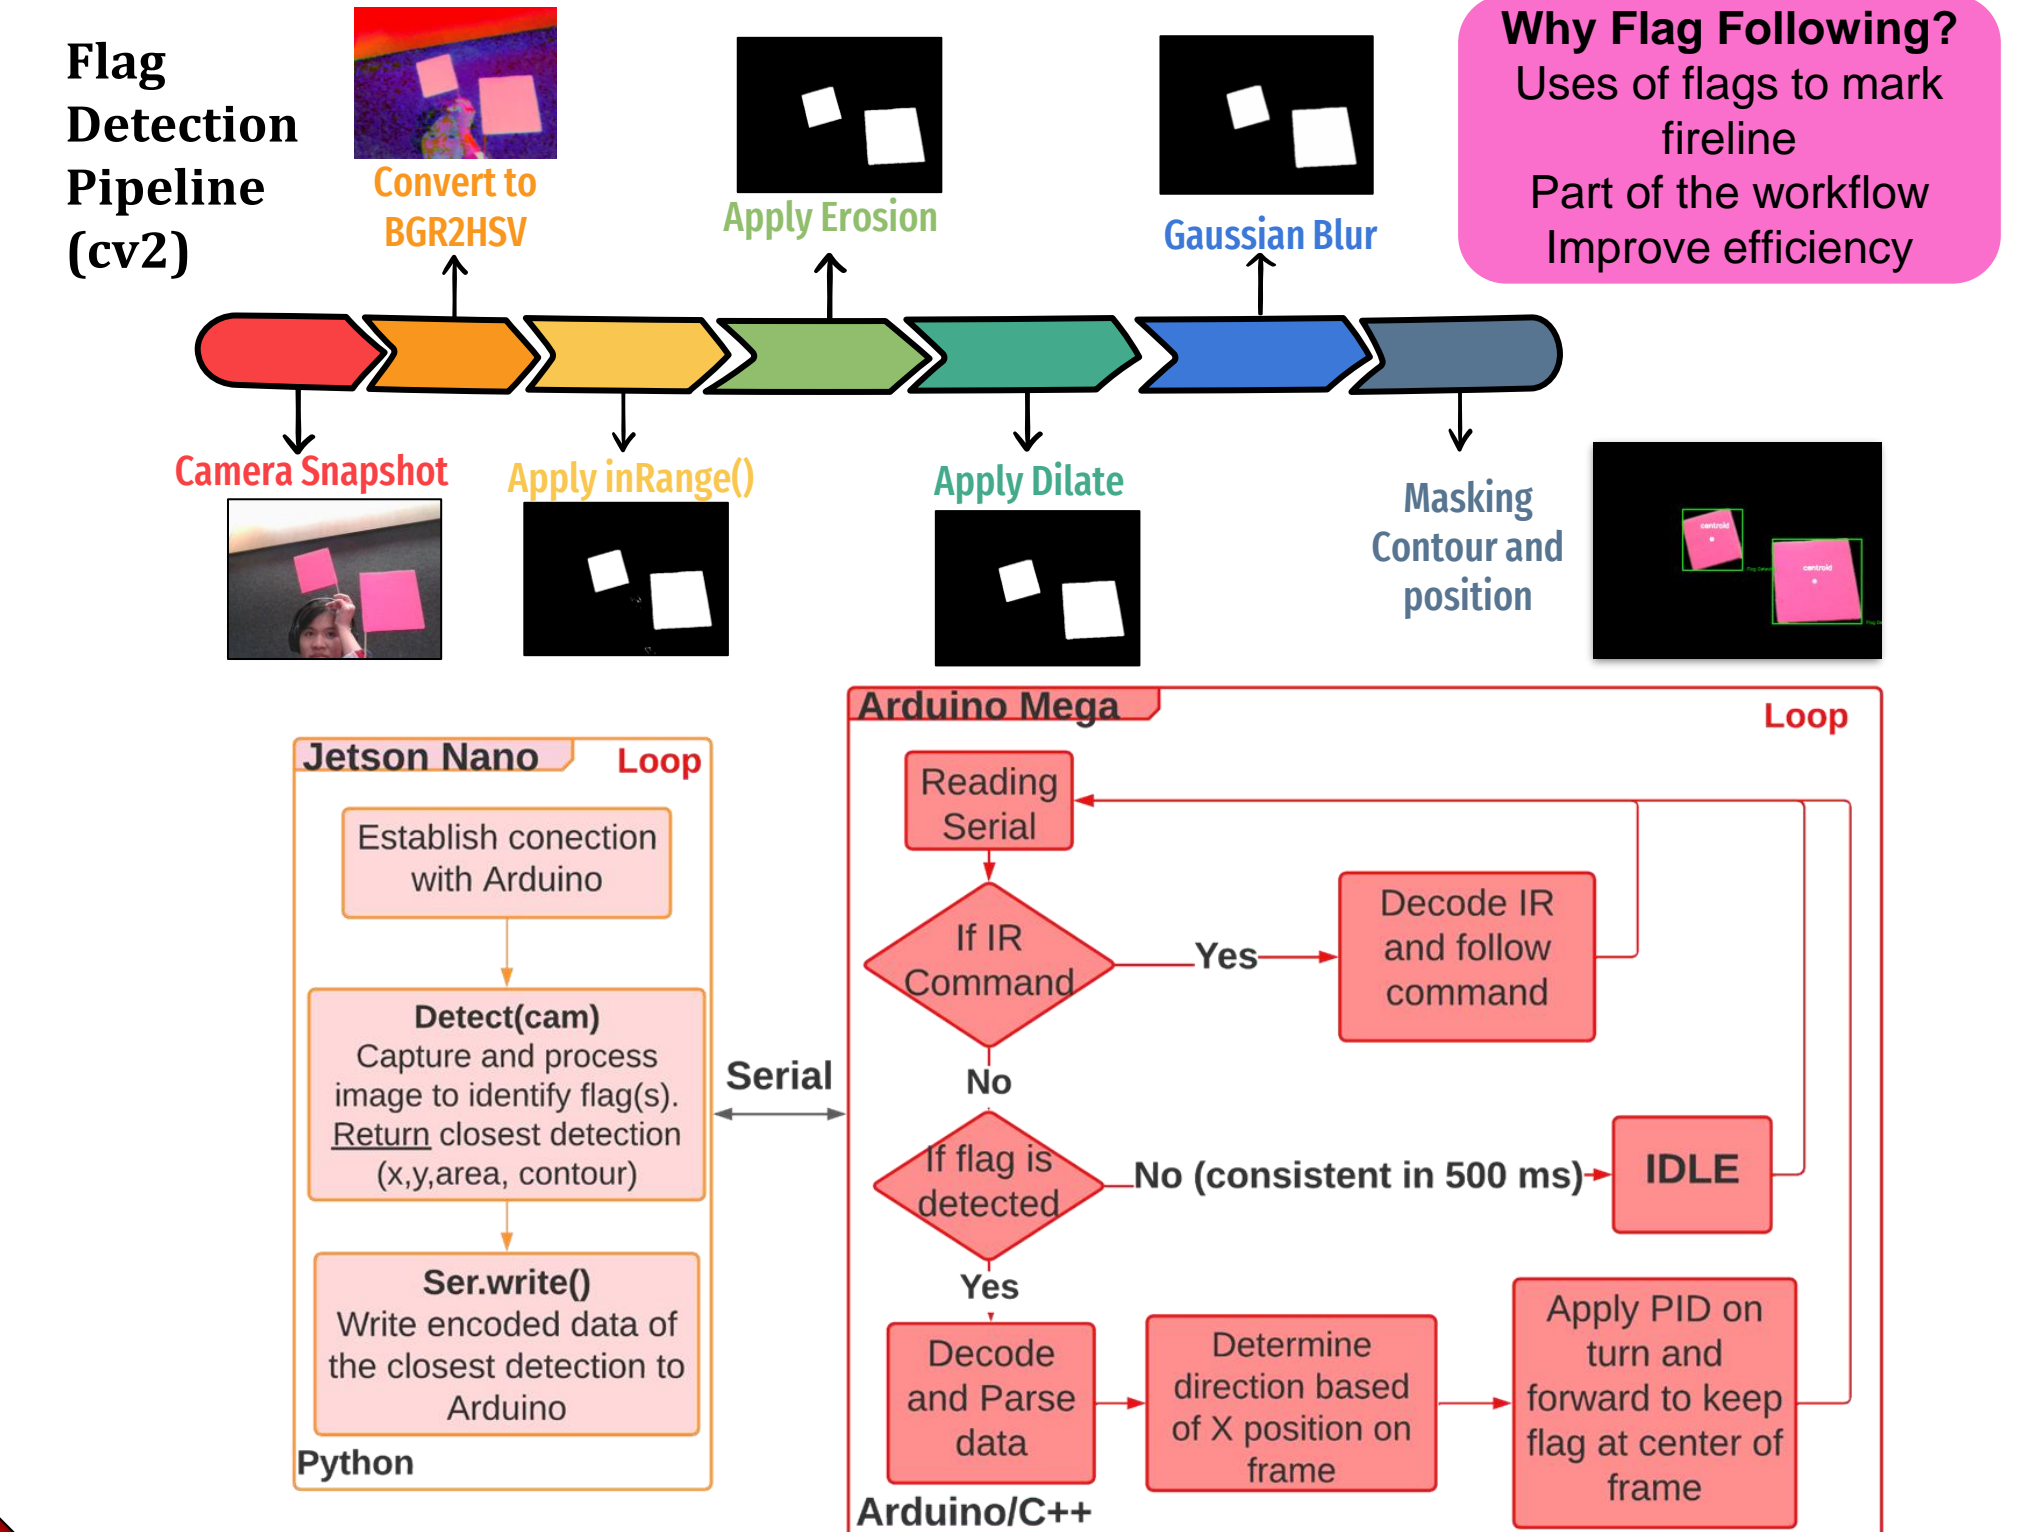 Flag
Detection
Pipeline
(cv2)
Convert to
BGR2HSV
Apply Erosion
Gaussian Blur
Why Flag Following?
Uses of flags to mark
fireline
Part of the workflow
Improve efficiency
Camera Snapshot
Apply inRange()
Apply Dilate
Masking
Contour and
position
centroid
centroid
Jetson Nano
Loop
Establish conection
with Arduino
Detect(cam)
Capture and process
image to identify flag(s).
Return closest detection
(x,y,area, contour)
Ser.write()
Write encoded data of
the closest detection to
Arduino
Python
Serial
Arduino Mega
Loop
Reading
Serial
If IR
Command
Yes
Decode IR
and follow
command
No
If flag is
detected
No (consistent in 500 ms)
IDLE
Yes
Decode
and Parse
data
Determine
direction based
of X position on
frame
Apply PID on
turn and
forward to keep
flag at center of
frame
Arduino/C++